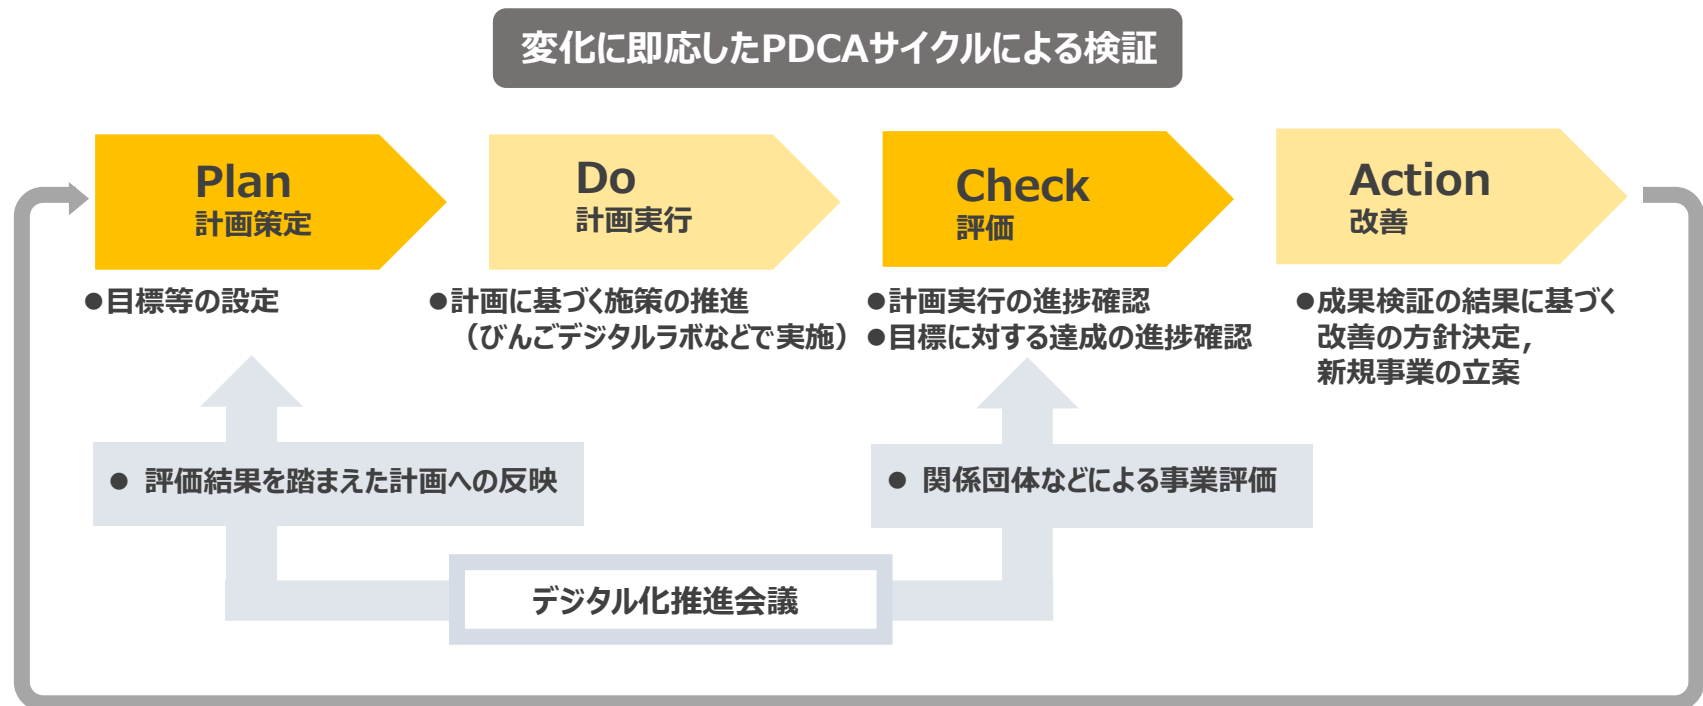 変化に即応したPDCAサイクルによる検証
Plan
計画策定
Do
計画実行
Check
評価
Action
改善
●目標等の設定
●計画に基づく施策の推進
（びんごデジタルラボなどで実施）
●計画実行の進捗確認
●目標に対する達成の進捗確認
●成果検証の結果に基づく
改善の方針決定，
新規事業の立案
● 評価結果を踏まえた計画への反映
● 関係団体などによる事業評価
デジタル化推進会議